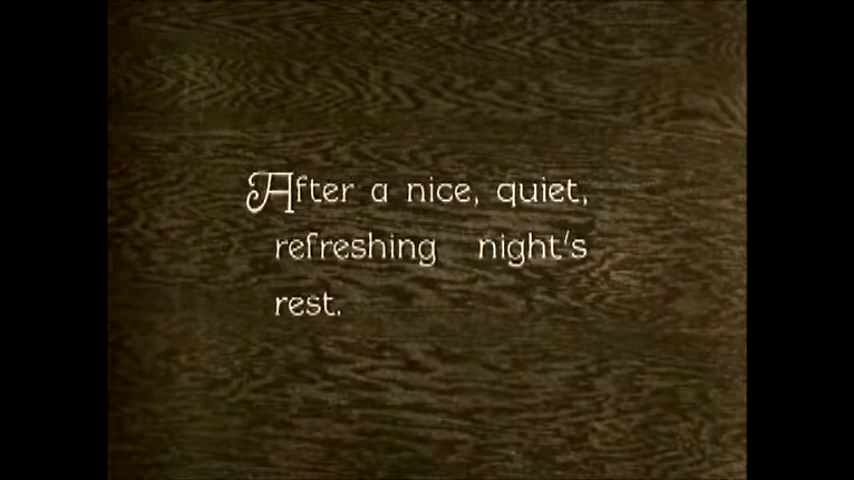 After a nice, quiet,
refreshing night's
rest.